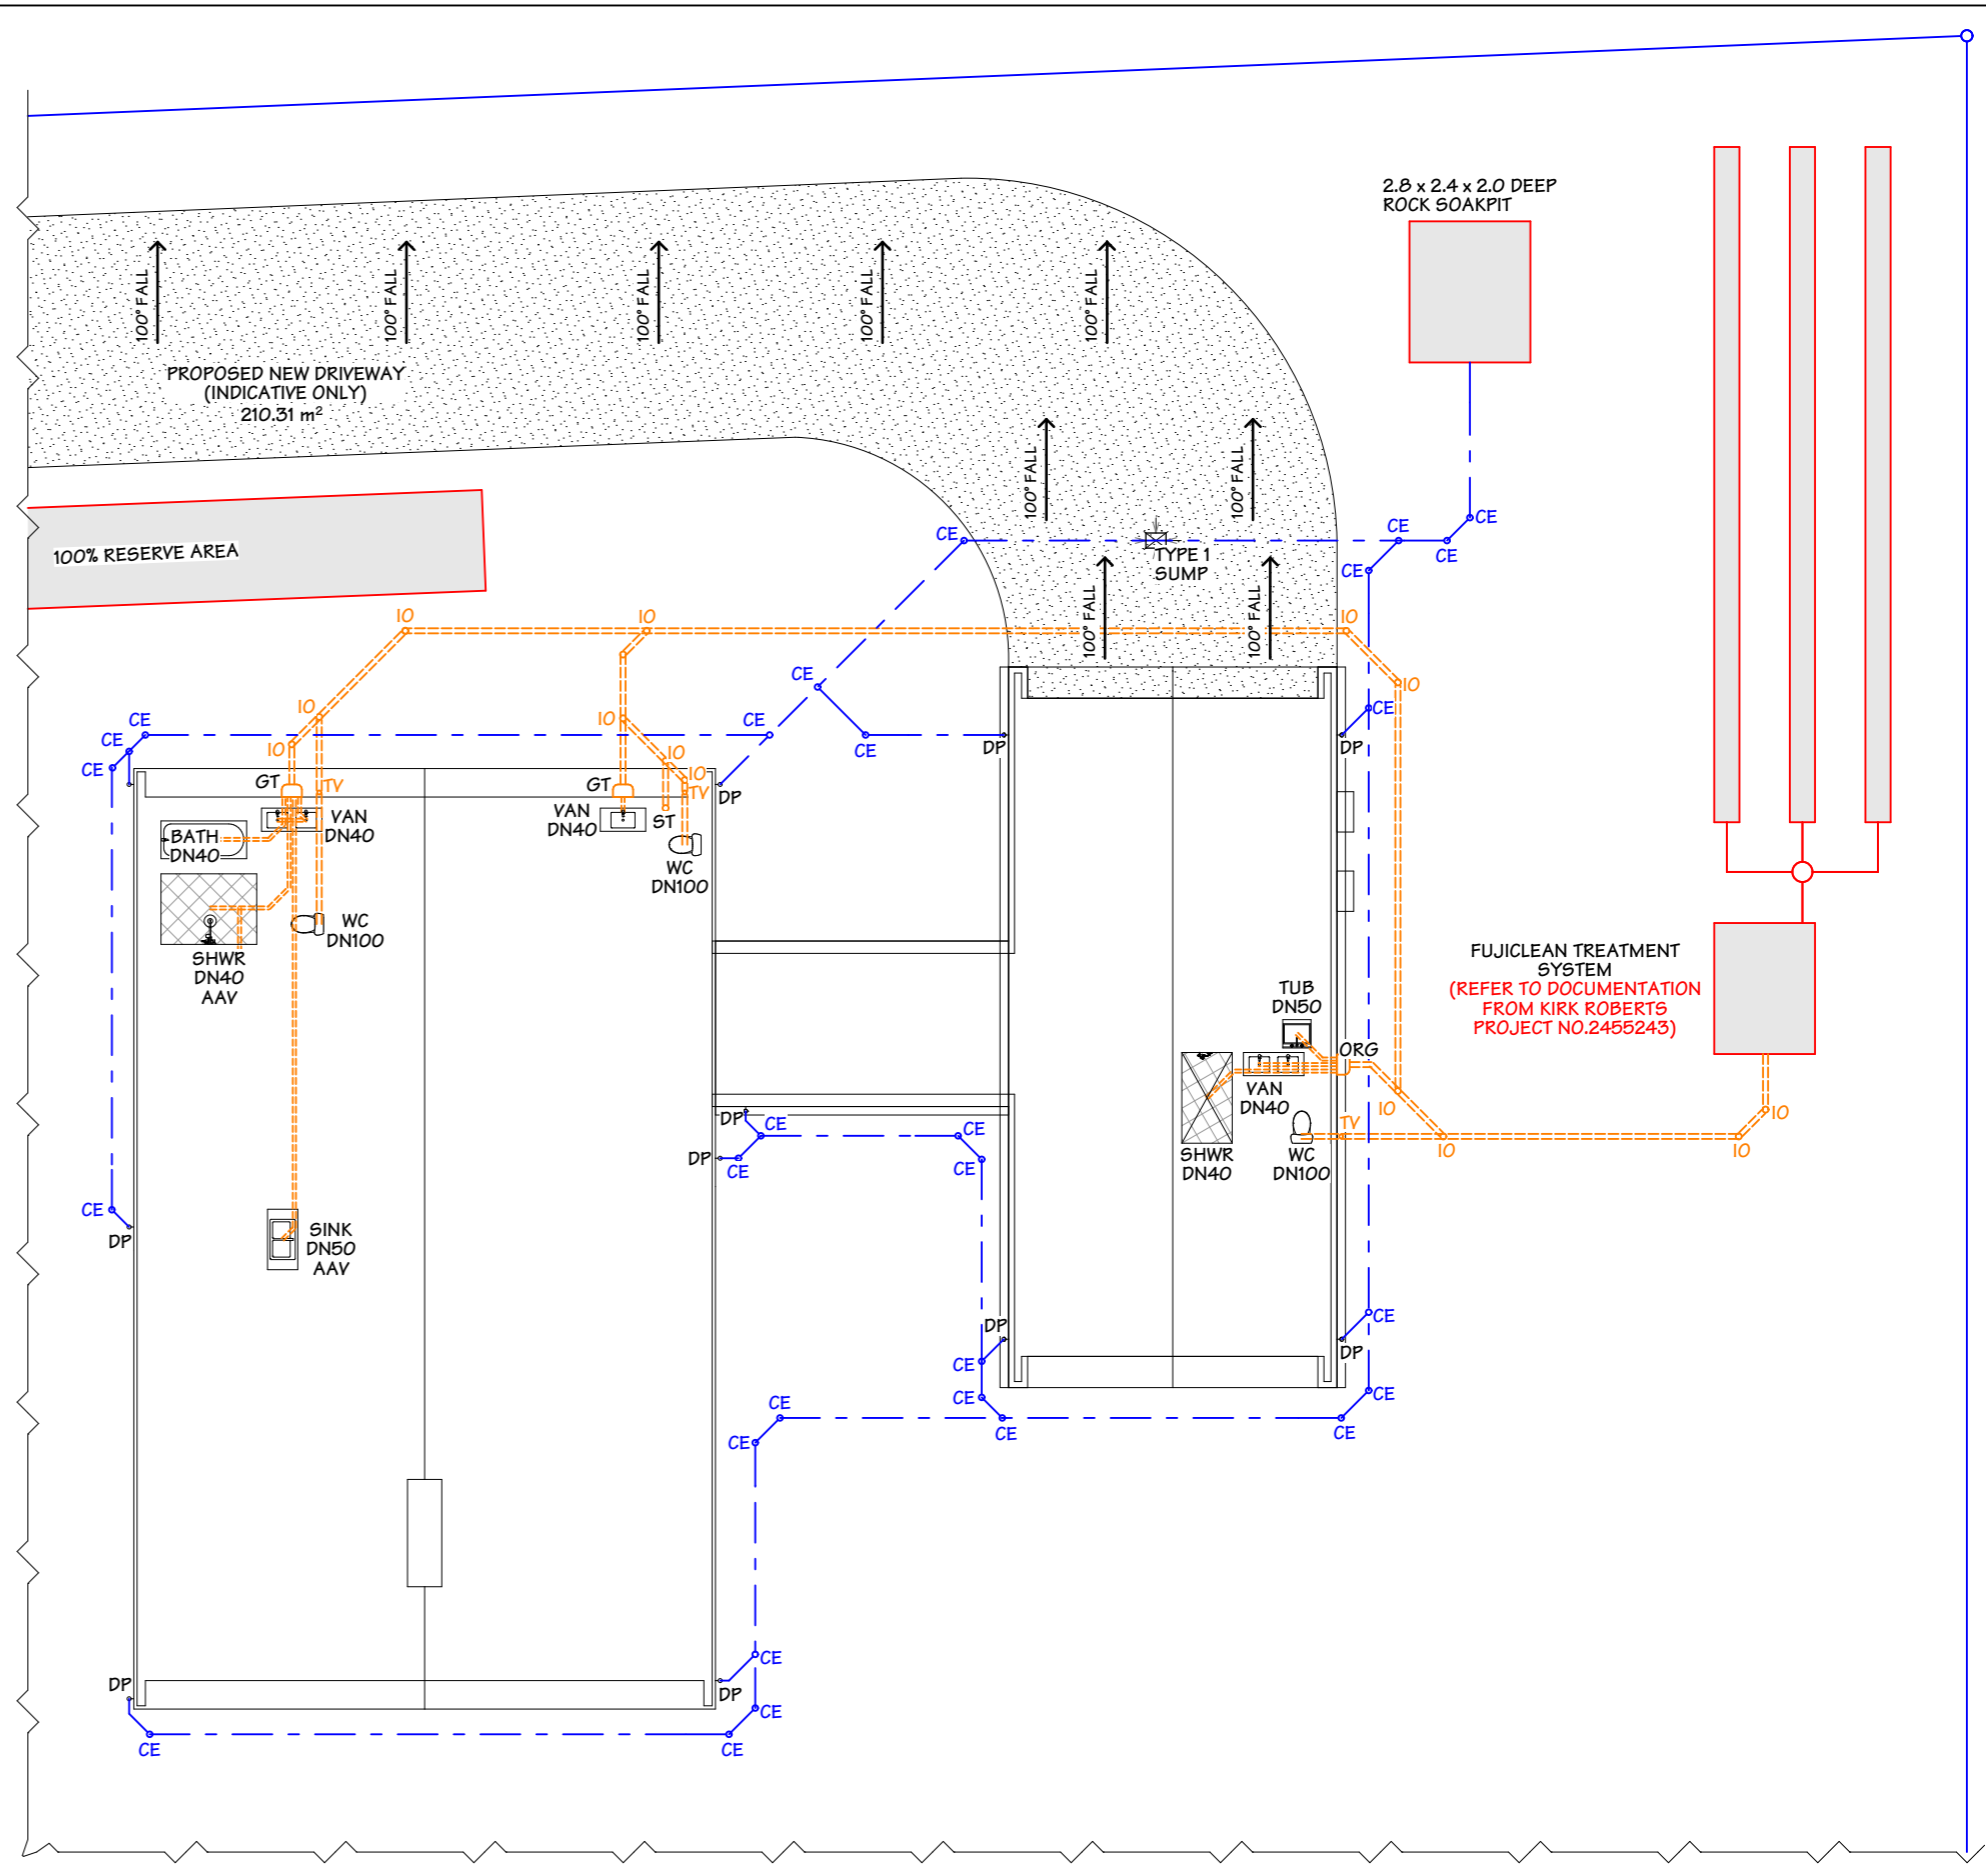 2.8 x 2.4 x 2.0 DEEP
ROCK SOAKPIT
100° FALL
100° FALL
100° FALL
100° FALL
100° FALL
PROPOSED NEW DRIVEWAY
(INDICATIVE ONLY)
210.31 m²
100° FALL
100° FALL
CE
CE
CE
CE
CE
TYPE 1
SUMP
100% RESERVE AREA
100° FALL
100° FALL
IO
IO
IO
CE
IO
CE
IO
IO
CE
CE
CE
CE
IO
CE
DP
DP
IO
CE
GT
TV
GT
IO
TV
DP
VAN
DN40
VAN
DN40
ST
BATH
DN40
WC
DN100
WC
DN100
SHWR
DN40
AAV
FUJICLEAN TREATMENT
SYSTEM
(REFER TO DOCUMENTATION
FROM KIRK ROBERTS
PROJECT NO.2455243)
TUB
DN50
ORG
VAN
DN40
IO
IO
TV
IO
IO
SHWR
DN40
WC
DN100
DP
CE
CE
DP
CE
CE
CE
DP
SINK
DN50
AAV
DP
CE
DP
CE
CE
CE
CE
CE
CE
CE
CE
DP
CE
DP
CE
CE
CE